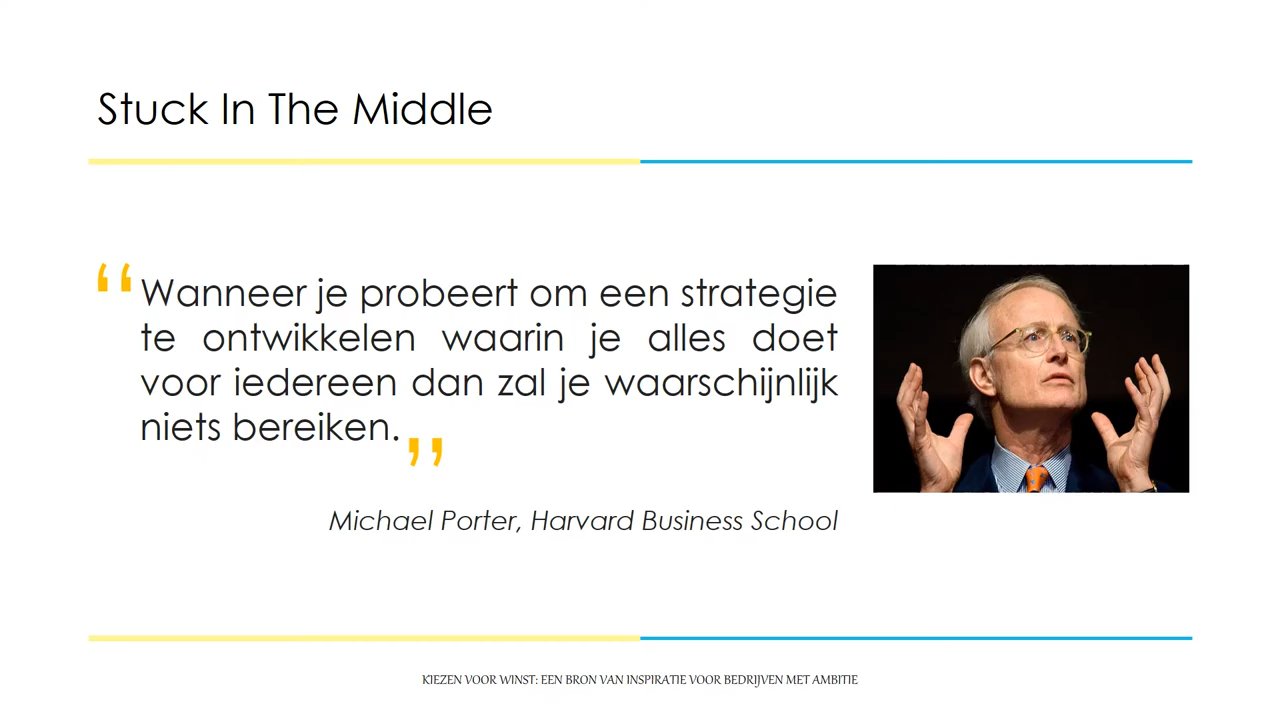 Stuck In The Middle
“Wanneer je probeert om een strategie
te ontwikkelen waarin je alles doet
voor iedereen dan zal je waarschijnlijk
niets bereiken.”
Michael Porter, Harvard Business School
KIEZEN VOOR WINST: EEN BRON VAN INSPIRATIE VOOR BEDRIJVEN MET AMBITIE